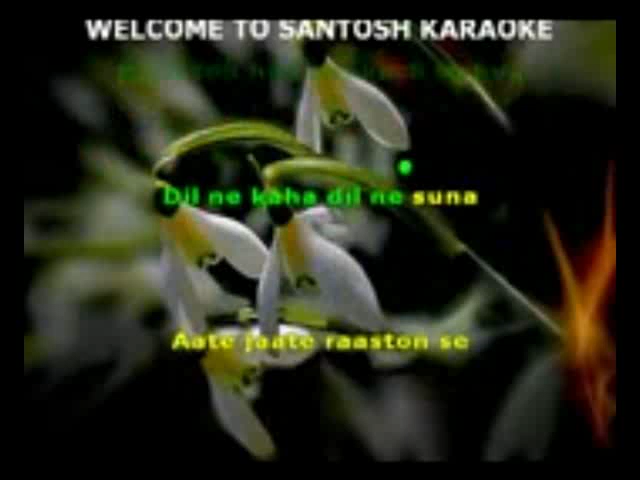 WELCOME TO SANTOSH KARAOKE
Dil ne kaha dil ne suna
Aate jaate raaston se